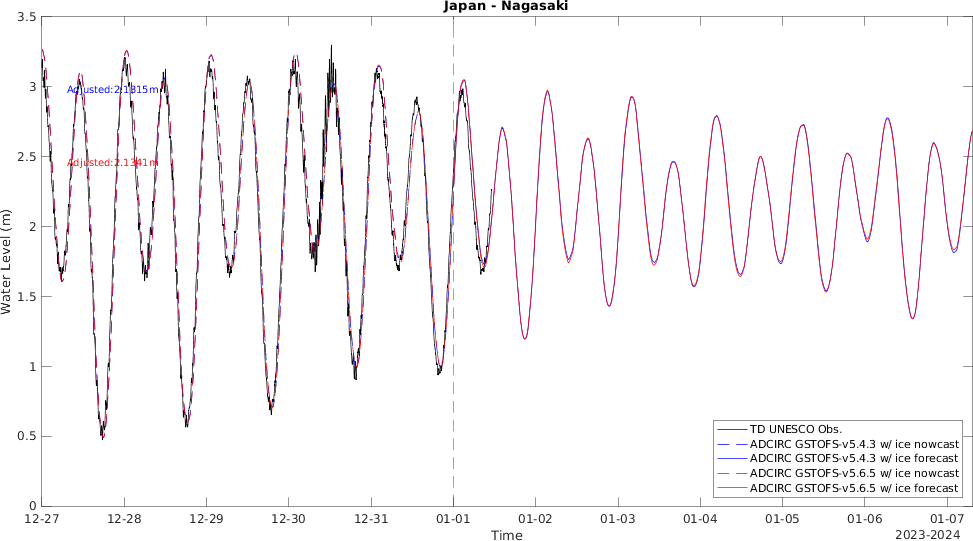 Japan - Nagasaki
3.5
3
2.5
2
1.5
1
0.5
0
Water Level (m)
Adjusted:2.1315m
Adjusted:2.1341m
TD UNESCO Obs.
ADCIRC GSTOFS-v5.4.3 w/ ice nowcast
ADCIRC GSTOFS-v5.4.3 w/ ice forecast
ADCIRC GSTOFS-v5.6.5 w/ ice nowcast
ADCIRC GSTOFS-v5.6.5 w/ ice forecast
12-27 12-28 12-29 12-30 12-31 01-01 01-02 01-03 01-04 01-05 01-06 01-07
Time
2023-2024